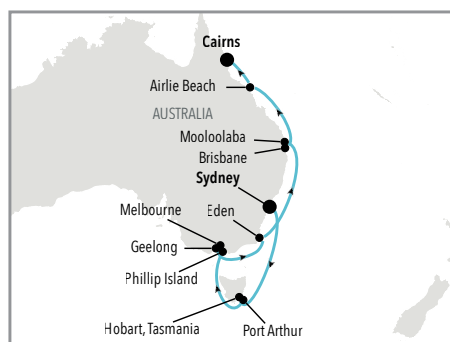 Cairns
Airlie Beach
AUSTRALIA
Mooloolaba
Brisbane
Sydney
Melbourne
Eden
Geelong
Phillip Island
Hobart, Tasmania
Port Arthur